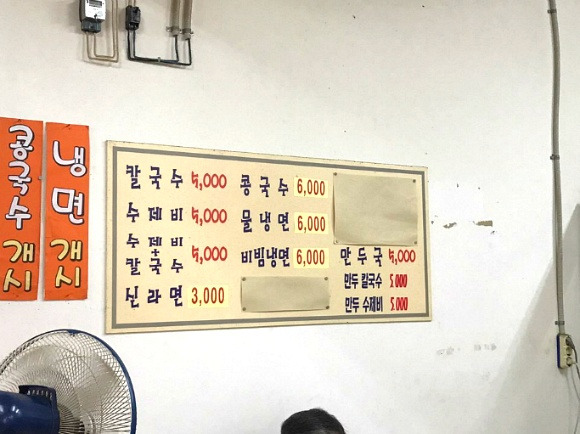 콩국수 개시
냉면 개시
칼국수 5,000
수제비 5,000
수제비+칼국수 5,000
신라면 3,000
콩국수 6,000
물냉면 6,000
비빔냉면 6,000
만두국 5,000
만두 칼국수 5.000
만두 수제비 5.000